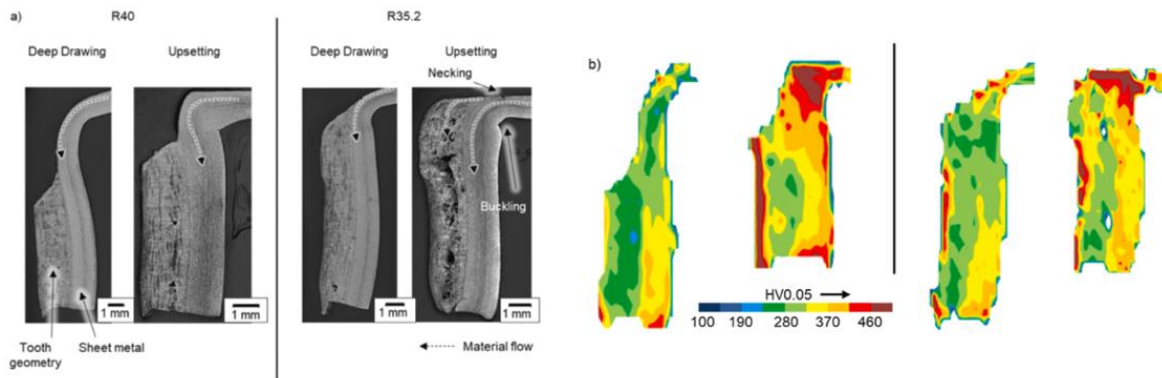 a)
R40
R35.2
Deep Drawing
Upsetting
Deep Drawing
Upsetting
Necking
Buckling
1 mm
1 mm
1 mm
1 mm
Tooth
geometry
Sheet metal
Material flow
b)
HV0.05
100 190 280 370 460